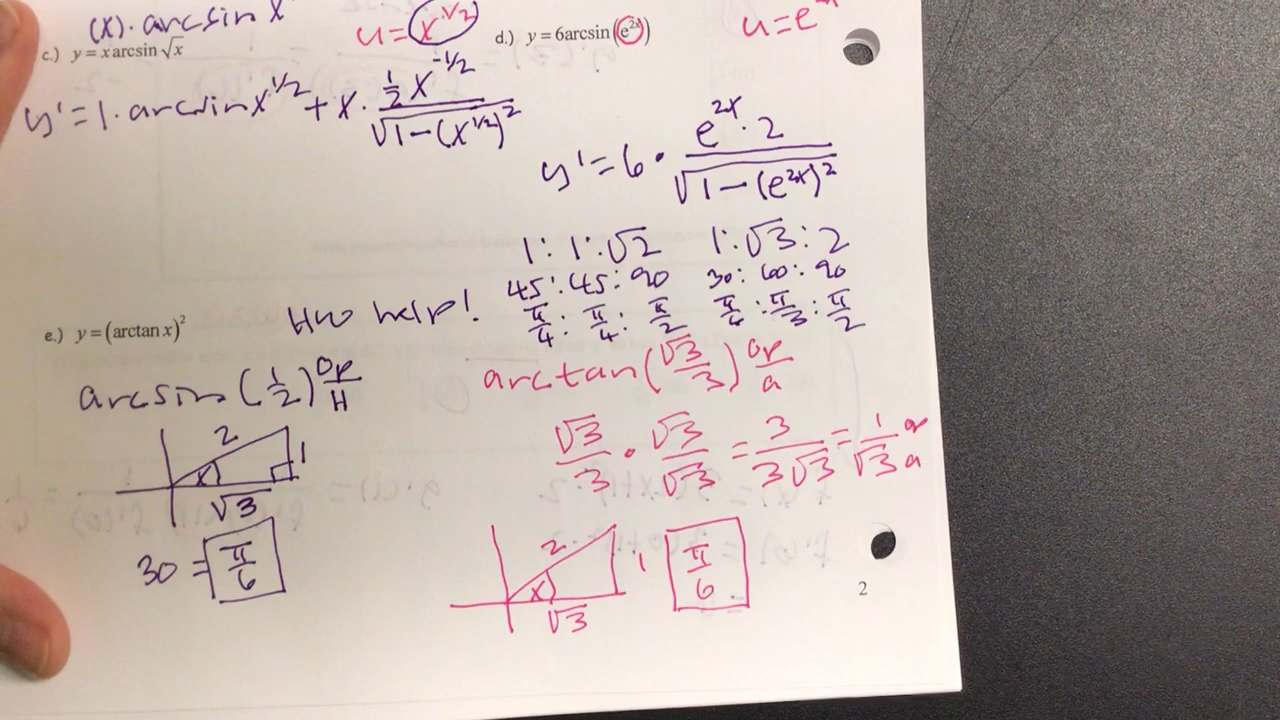 (x) · arcsin x
u = x^1/2
u = e
c.) y = x arcsin √x
d.) y = 6arcsin(e^2x)
y' = 1 · arcsin x^1/2 + x · (1/2 x^-1/2)/√(1-(x^1/2)^2)
y' = 6 · (e^2x · 2)/√(1-(e^2x)^2)
1 : 1 : √2
1 : √3 : 2
45 : 45 : 90
30 : 60 : 90
π/4 : π/4 : π/2
π/6 : π/3 : π/2
HW help!
e.) y = (arctan x)^2
arcsin (1/2) Op/H
2
1
x
√3
30 = π/6
arctan (√3/3) Op/a
√3/3 · √3/√3 = 3/3√3 = 1/√3 o/a
2
1
x
√3
π/6
2